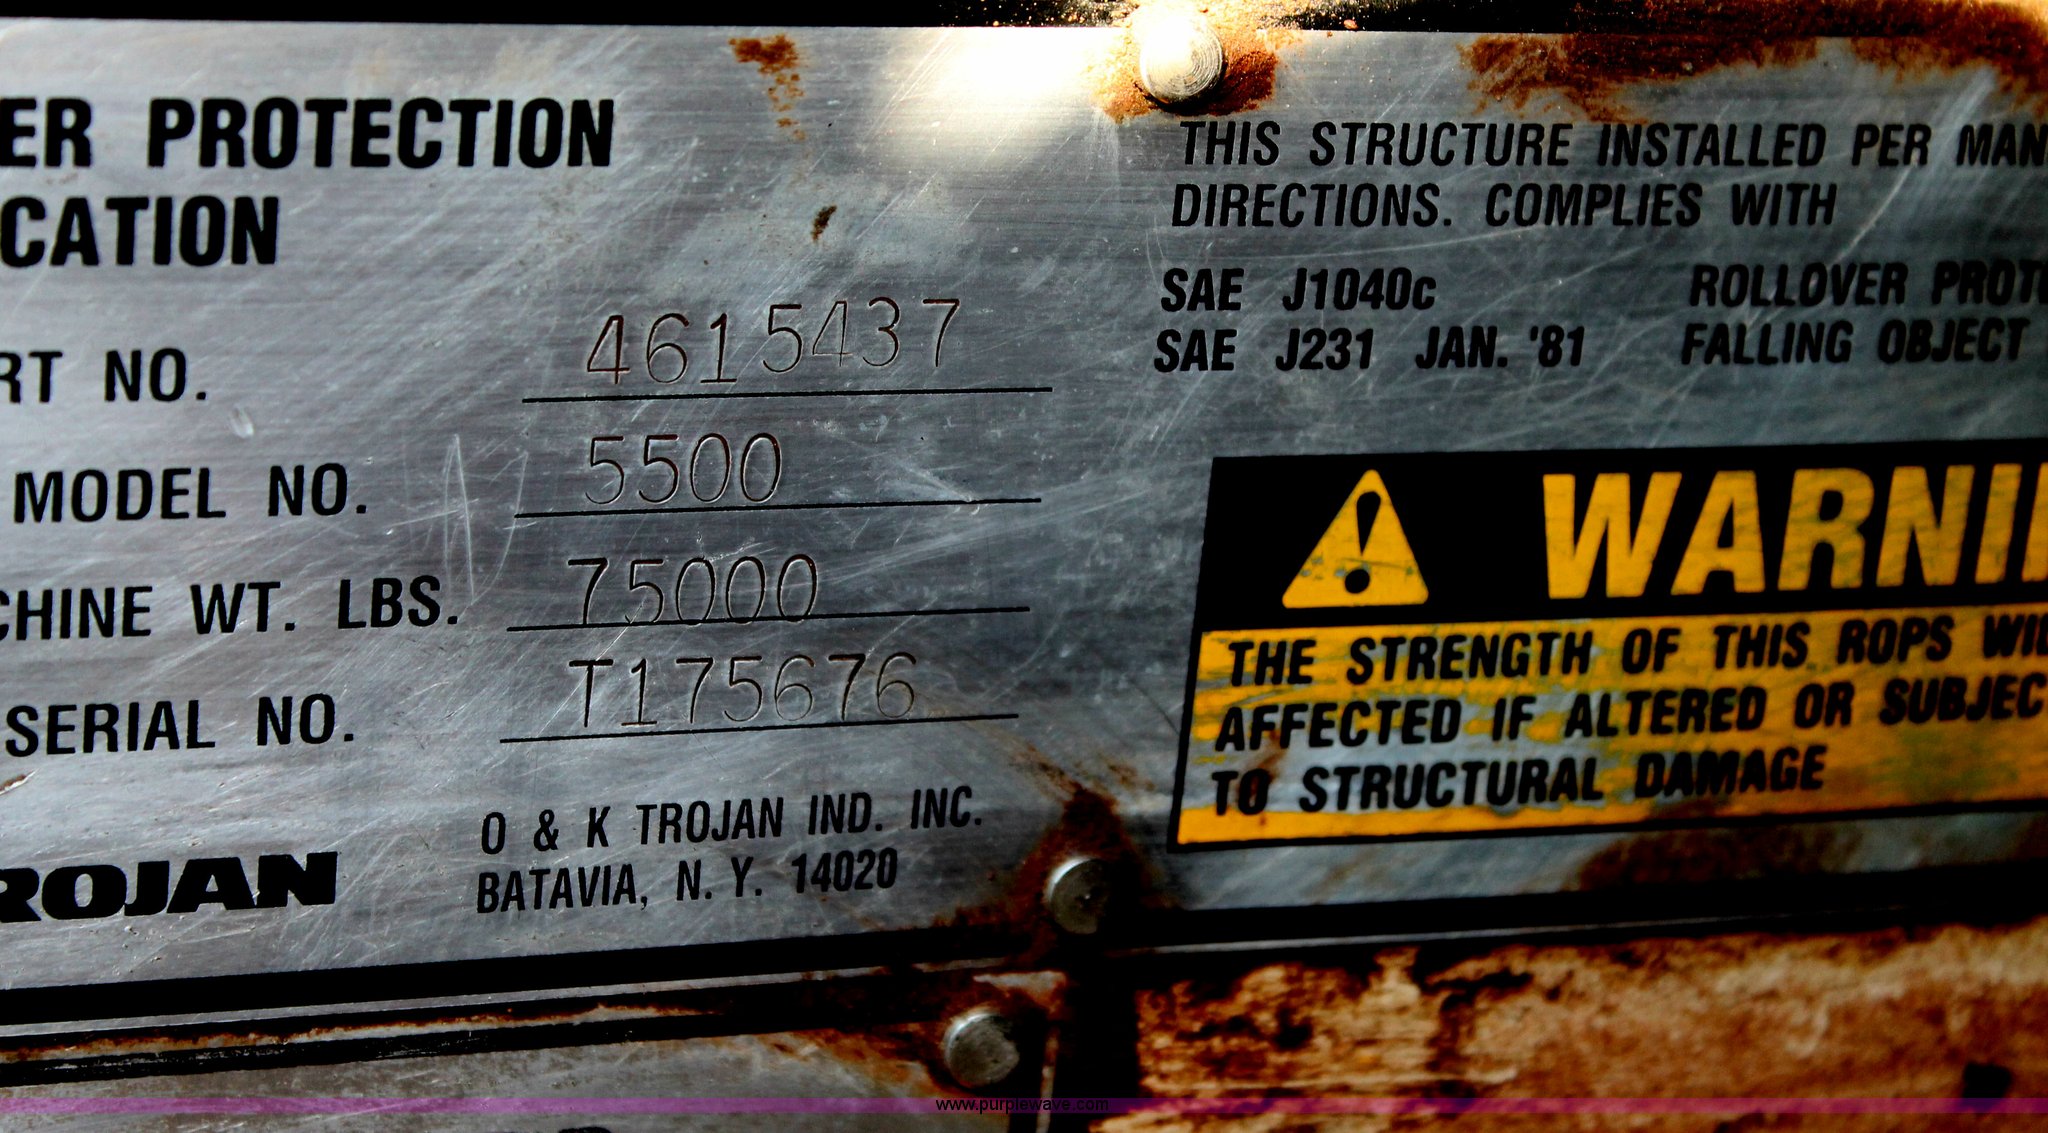 ER PROTECTION
CATION
RT NO. 4615437
MODEL NO. 5500
CHINE WT. LBS. 75000
SERIAL NO. T175676
ROJAN
O & K TROJAN IND. INC.
BATAVIA, N. Y. 14020
THIS STRUCTURE INSTALLED PER MAN
DIRECTIONS. COMPLIES WITH
SAE J1040c ROLLOVER PROT
SAE J231 JAN. '81 FALLING OBJECT
WARNIN
THE STRENGTH OF THIS ROPS WIL
AFFECTED IF ALTERED OR SUBJEC
TO STRUCTURAL DAMAGE
www.purplewave.com